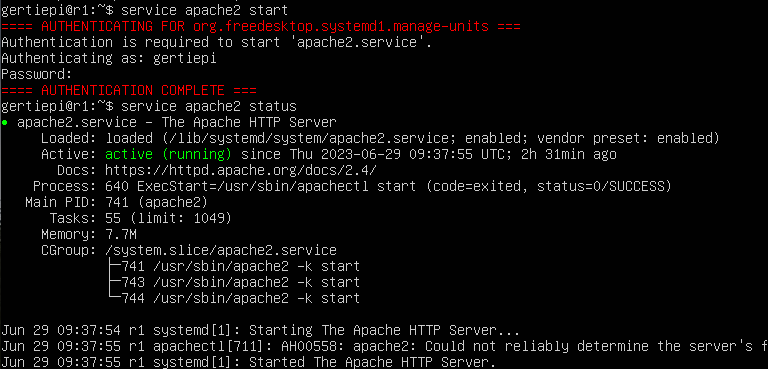 gertiepi@r1:~$ service apache2 start
==== AUTHENTICATING FOR org.freedesktop.systemd1.manage-units ===
Authentication is required to start 'apache2.service'.
Authenticating as: gertiepi
Password:
==== AUTHENTICATION COMPLETE ===
gertiepi@r1:~$ service apache2 status
● apache2.service - The Apache HTTP Server
Loaded: loaded (/lib/systemd/system/apache2.service; enabled; vendor preset: enabled)
Active: active (running) since Thu 2023-06-29 09:37:55 UTC; 2h 31min ago
Docs: https://httpd.apache.org/docs/2.4/
Process: 640 ExecStart=/usr/sbin/apachectl start (code=exited, status=0/SUCCESS)
Main PID: 741 (apache2)
Tasks: 55 (limit: 1049)
Memory: 7.7M
CGroup: /system.slice/apache2.service
├─741 /usr/sbin/apache2 -k start
├─743 /usr/sbin/apache2 -k start
└─744 /usr/sbin/apache2 -k start
Jun 29 09:37:54 r1 systemd[1]: Starting The Apache HTTP Server...
Jun 29 09:37:55 r1 apachectl[711]: AH00558: apache2: Could not reliably determine the server's f
Jun 29 09:37:55 r1 systemd[1]: Started The Apache HTTP Server.